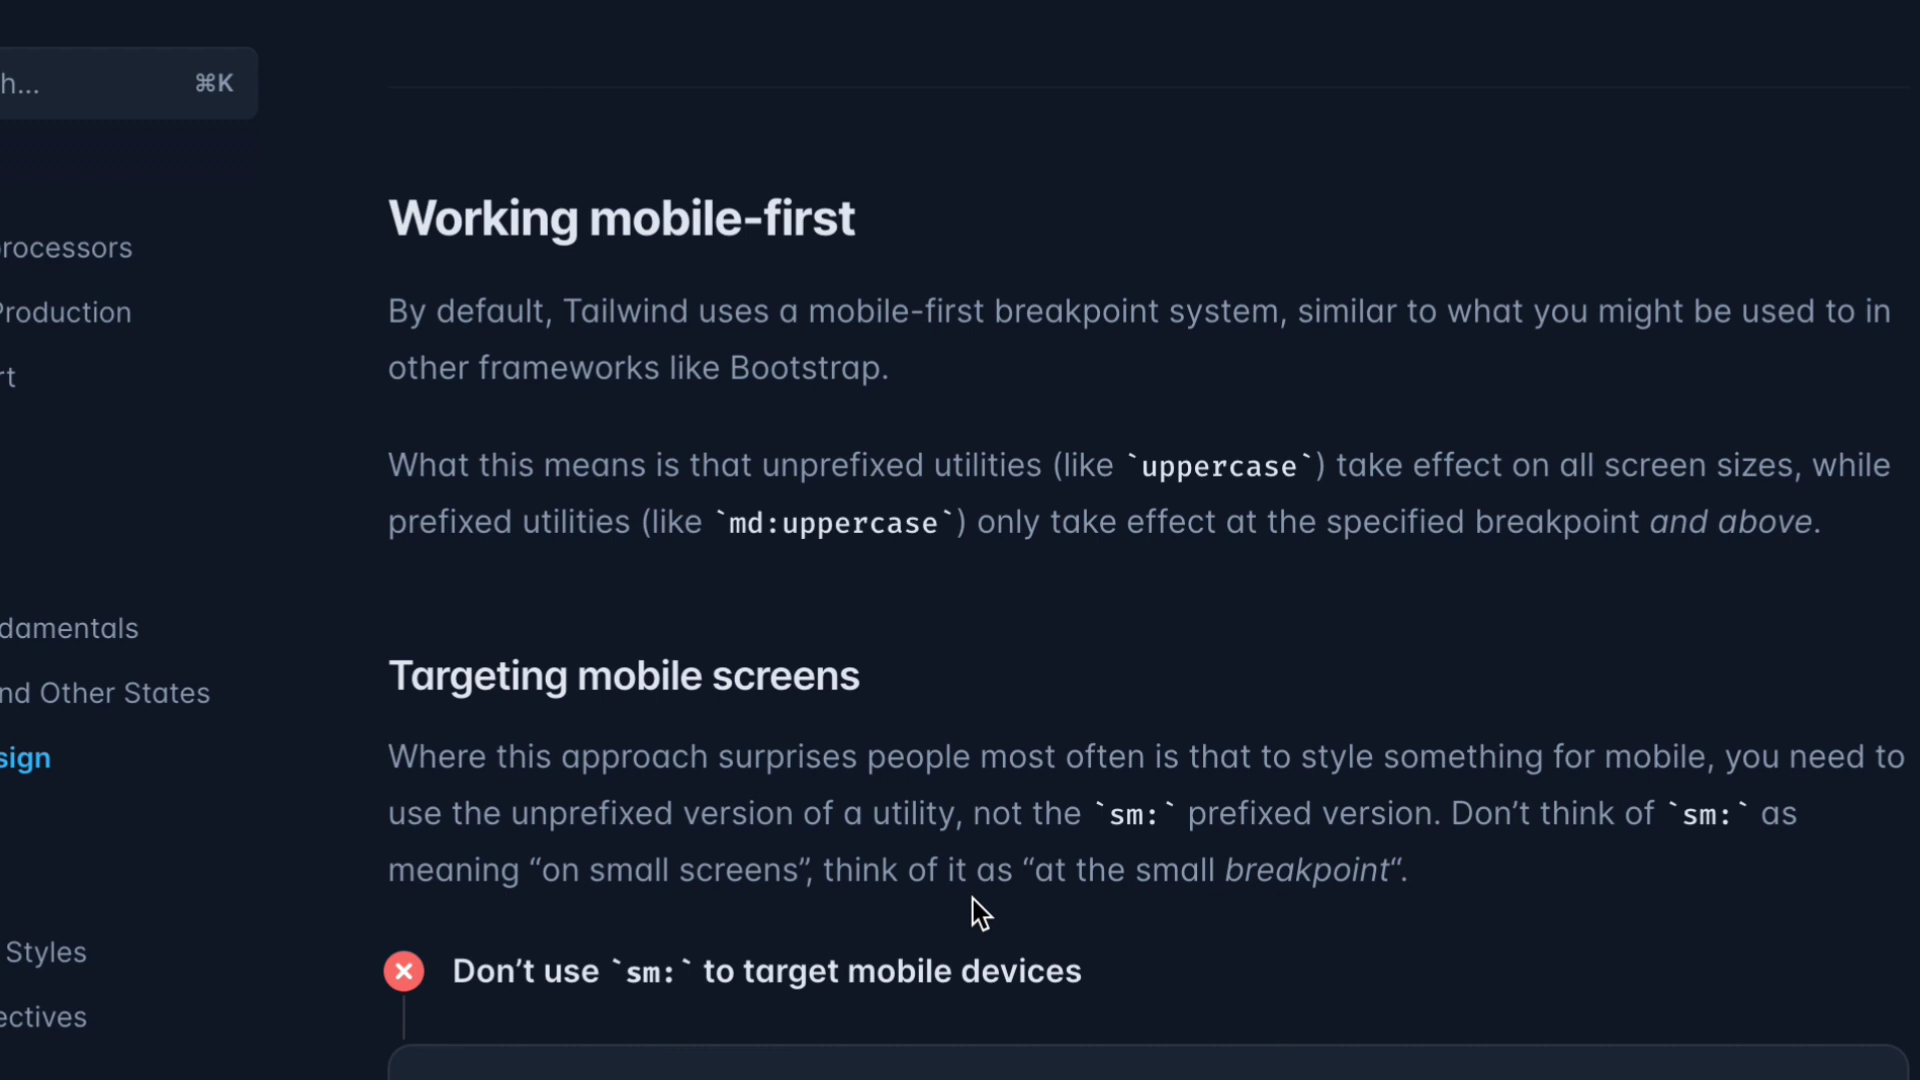 h...
⌘K
rocessors
Production
rt
damentals
nd Other States
sign
Styles
ectives
Working mobile-first
By default, Tailwind uses a mobile-first breakpoint system, similar to what you might be used to in
other frameworks like Bootstrap.
What this means is that unprefixed utilities (like `uppercase`) take effect on all screen sizes, while
prefixed utilities (like `md:uppercase`) only take effect at the specified breakpoint and above.
Targeting mobile screens
Where this approach surprises people most often is that to style something for mobile, you need to
use the unprefixed version of a utility, not the `sm:` prefixed version. Don’t think of `sm:` as
meaning “on small screens”, think of it as “at the small breakpoint“.
Don’t use `sm:` to target mobile devices